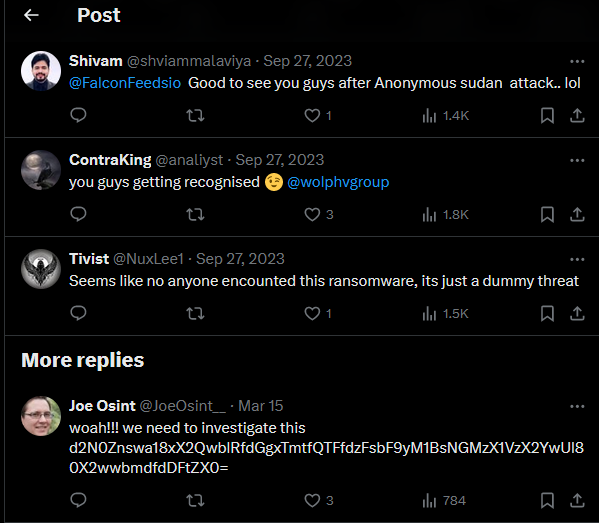 Post
Shivam @shviammalaviya · Sep 27, 2023
@FalconFeedsio Good to see you guys after Anonymous sudan attack.. lol
1 1.4K
ContraKing @analiyst · Sep 27, 2023
you guys getting recognised 😉 @wolphvgroup
3 1.8K
Tivist @NuxLee1 · Sep 27, 2023
Seems like no anyone encounted this ransomware, its just a dummy threat
1 1.5K
More replies
Joe Osint @JoeOsint__ · Mar 15
woah!!! we need to investigate this
d2N0Znswa18xX2QwblRfdGgxTmtfQTFfdzFsbF9yM1BsNGMzX1VzX2YwUl8
0X2wwbmdfdDFtZX0=
3 784